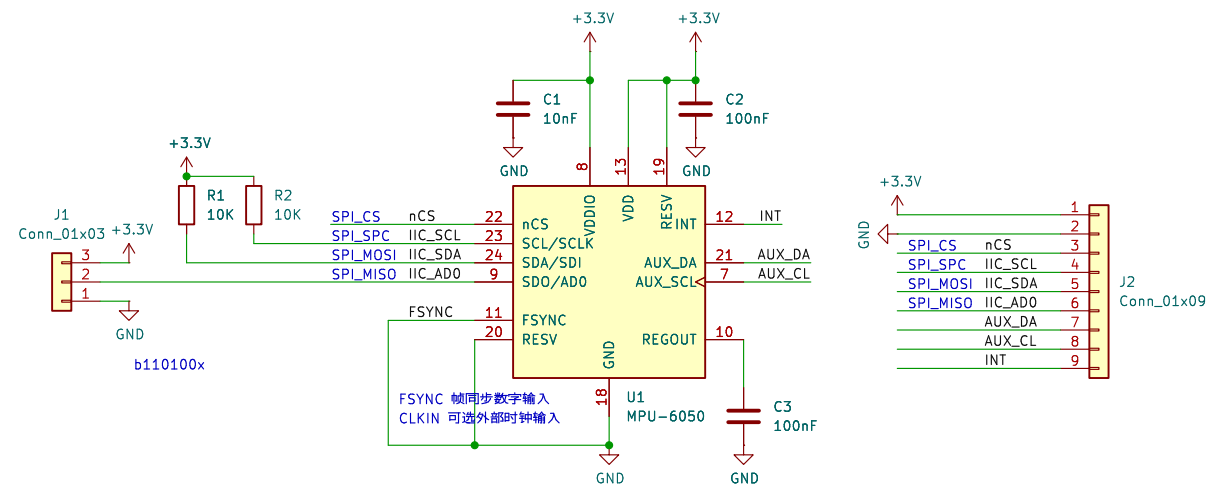 +3.3V
+3.3V
C1
10nF
C2
100nF
GND
GND
8
13
19
VDDIO
VDD
RESV
+3.3V
R1
10K
R2
10K
J1
Conn_01x03
+3.3V
3
2
1
GND
b110100x
SPI_CS nCS 22 nCS
SPI_SPC IIC_SCL 23 SCL/SCLK
SPI_MOSI IIC_SDA 24 SDA/SDI
SPI_MISO IIC_AD0 9 SDO/AD0
FSYNC 11 FSYNC
20 RESV
INT 12 INT
AUX_DA 21 AUX_DA
AUX_SCL 7 AUX_CL
REGOUT 10
GND
18
U1
MPU-6050
FSYNC 帧同步数字输入
CLKIN 可选外部时钟输入
GND
C3
100nF
GND
+3.3V
GND
1
2
SPI_CS nCS 3
SPI_SPC IIC_SCL 4
SPI_MOSI IIC_SDA 5
SPI_MISO IIC_AD0 6
AUX_DA 7
AUX_CL 8
INT 9
J2
Conn_01x09